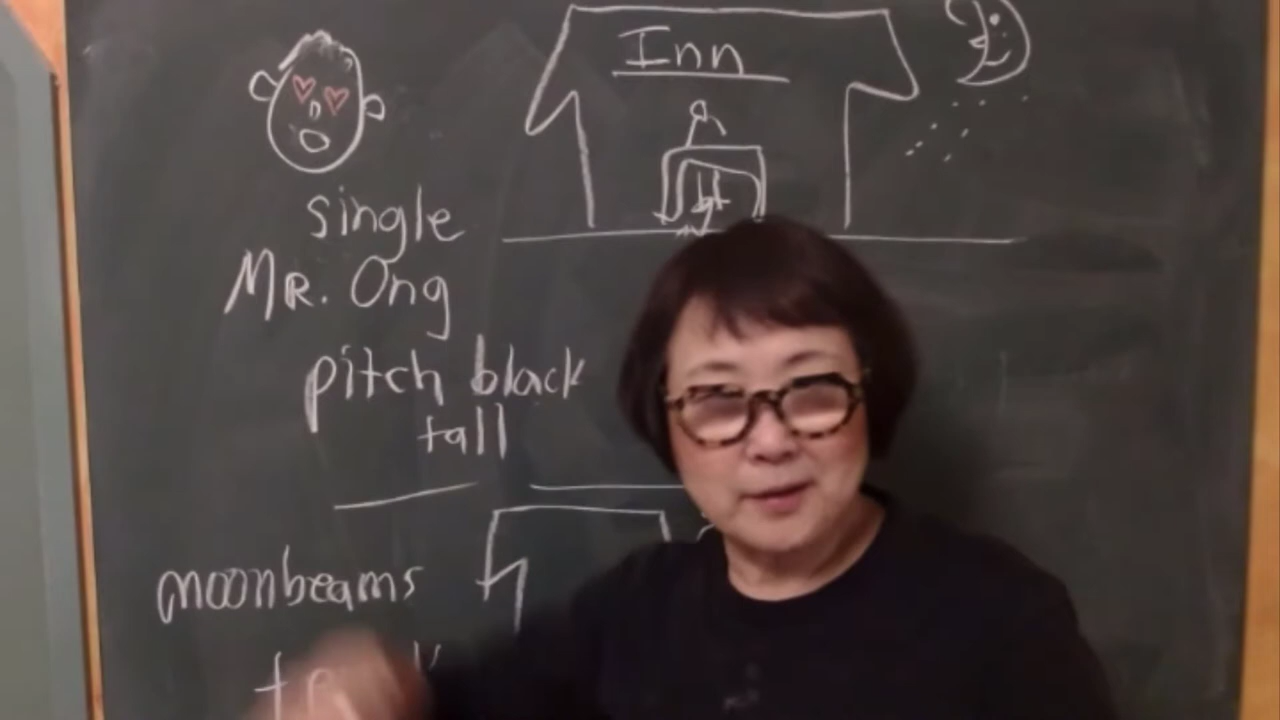 Inn
single
MR. Ong
pitch black
tall
moonbeams